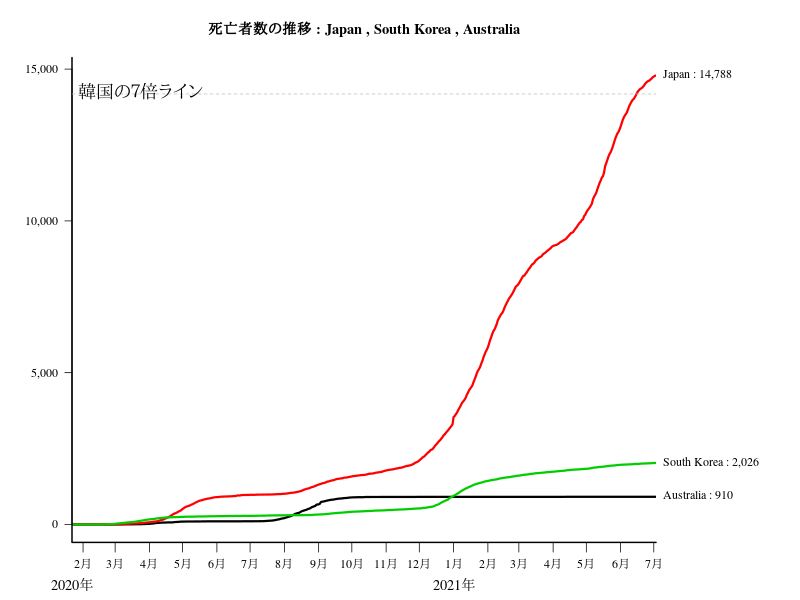 死亡者数の推移 : Japan , South Korea , Australia
15,000
Japan : 14,788
韓国の7倍ライン
10,000
5,000
South Korea : 2,026
Australia : 910
0
2月 3月 4月 5月 6月 7月 8月 9月 10月 11月 12月 1月 2月 3月 4月 5月 6月 7月
2020年 2021年